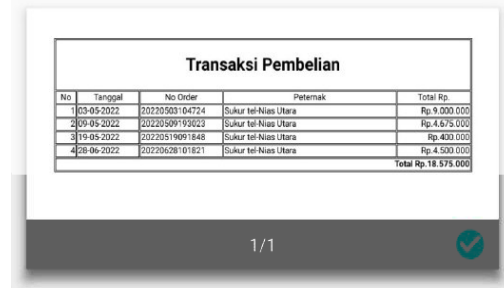 Transaksi Pembelian
No Tanggal No Order Peternak Total Rp.
1 03-05-2022 20220503104724 Sukur tel-Nias Utara Rp.9.000.000
2 09-05-2022 20220509193023 Sukur tel-Nias Utara Rp.4.675.000
3 19-05-2022 20220519091848 Sukur tel-Nias Utara Rp.400.000
4 28-06-2022 20220628101821 Sukur tel-Nias Utara Rp.4.500.000
Total Rp.18.575.000
1/1